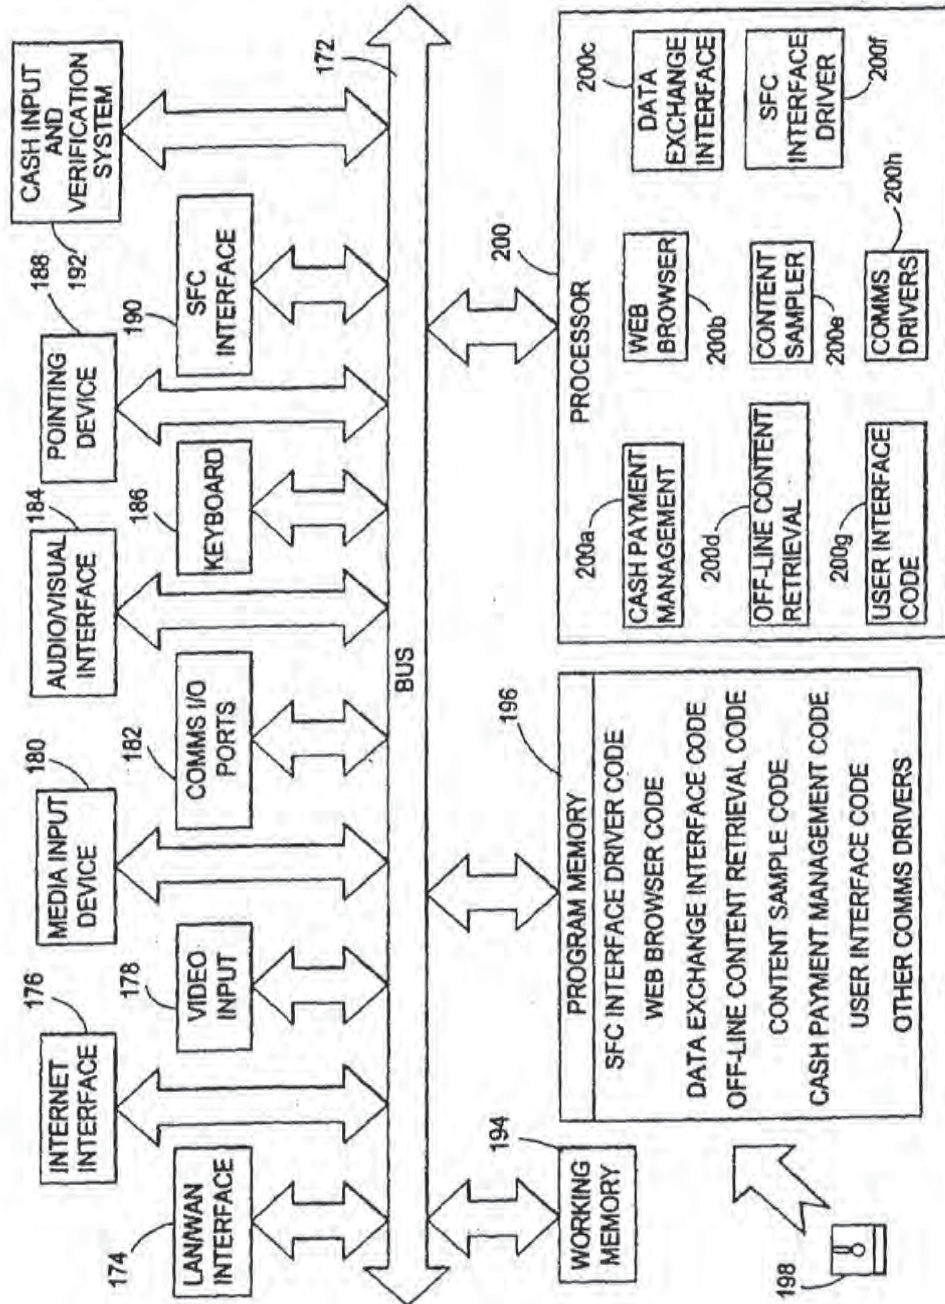 174
LAN/WAN
INTERFACE
176
INTERNET
INTERFACE
178
VIDEO
INPUT
180
MEDIA INPUT
DEVICE
182
COMMS I/O
PORTS
184
AUDIO/VISUAL
INTERFACE
186
KEYBOARD
188
POINTING
DEVICE
190
SFC
INTERFACE
192
CASH INPUT
AND
VERIFICATION
SYSTEM
BUS
172
194
WORKING
MEMORY
198
196
PROGRAM MEMORY
SFC INTERFACE DRIVER CODE
WEB BROWSER CODE
DATA EXCHANGE INTERFACE CODE
OFF-LINE CONTENT RETRIEVAL CODE
CONTENT SAMPLE CODE
CASH PAYMENT MANAGEMENT CODE
USER INTERFACE CODE
OTHER COMMS DRIVERS
200
PROCESSOR
200a
CASH PAYMENT
MANAGEMENT
WEB
BROWSER
200b
200c
DATA
EXCHANGE
INTERFACE
200d
OFF-LINE CONTENT
RETRIEVAL
CONTENT
SAMPLER
200e
SFC
INTERFACE
DRIVER
200f
200g
USER INTERFACE
CODE
COMMS
DRIVERS
200h